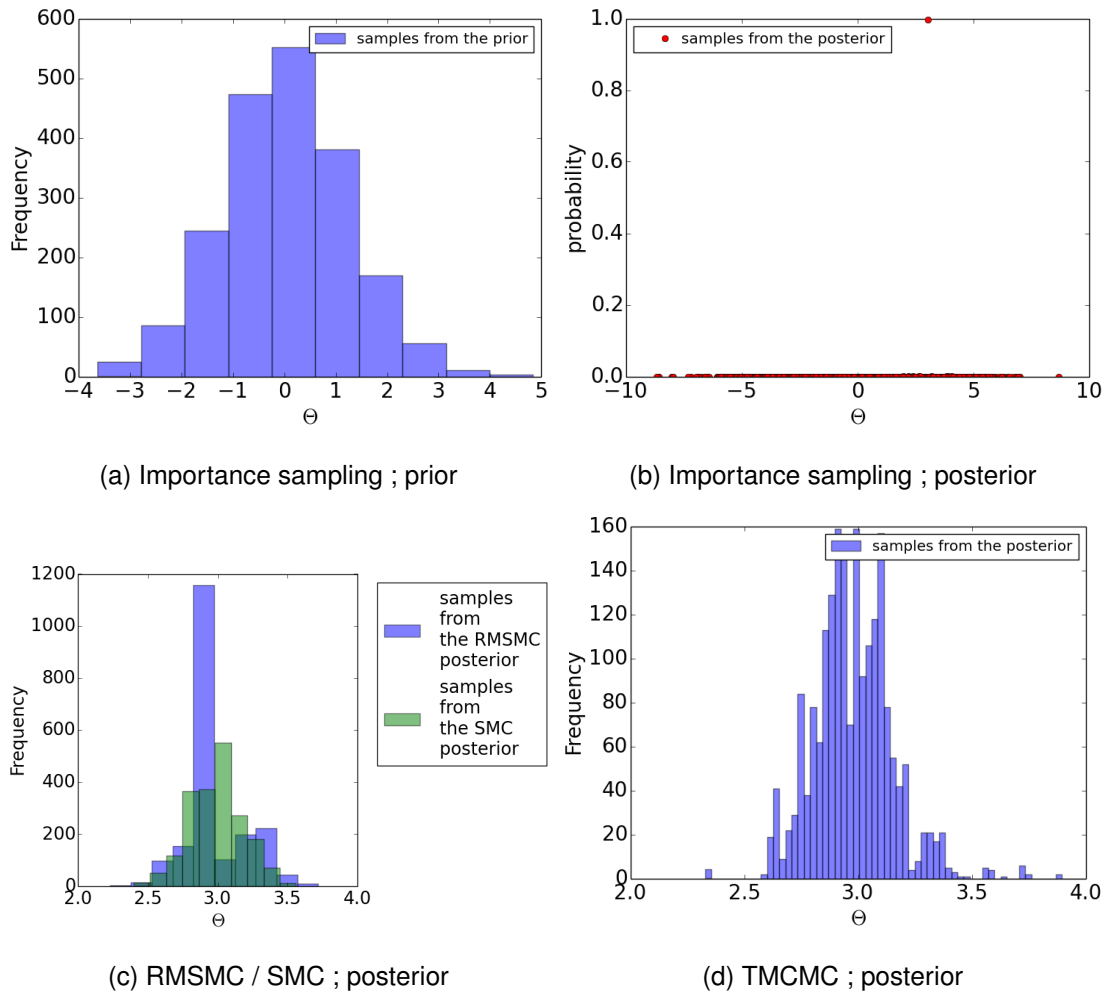 600
500
400
300
200
100
0
Frequency
samples from the prior
−4 −3 −2 −1 0 1 2 3 4 5
Θ
(a) Importance sampling ; prior
1.0
0.8
0.6
0.4
0.2
0.0
probability
samples from the posterior
−10 −5 0 5 10
Θ
(b) Importance sampling ; posterior
1200
1000
800
600
400
200
0
Frequency
2.0 2.5 3.0 3.5 4.0
Θ
samples
from
the RMSMC
posterior
samples
from
the SMC
posterior
(c) RMSMC / SMC ; posterior
160
140
120
100
80
60
40
20
0
Frequency
samples from the posterior
2.0 2.5 3.0 3.5 4.0
Θ
(d) TMCMC ; posterior